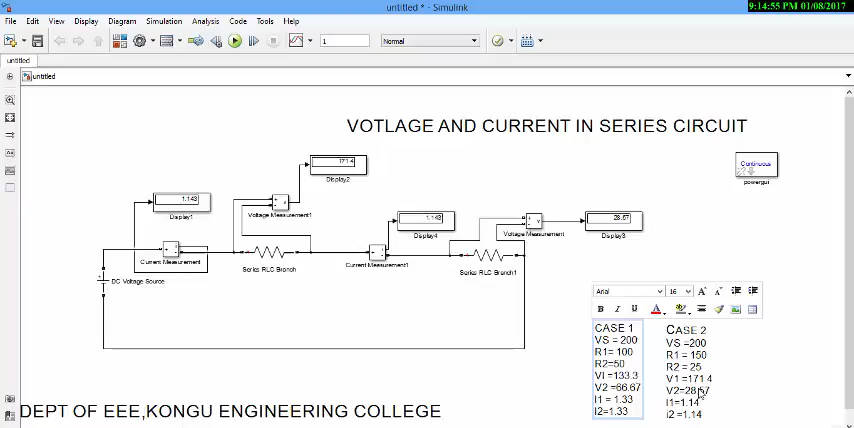 untitled * - Simulink
9:14:55 PM 01/08/2017
File Edit View Display Diagram Simulation Analysis Code Tools Help
1
Normal
untitled
untitled
VOTLAGE AND CURRENT IN SERIES CIRCUIT
Continuous
powergui
171.4
Display2
1.143
Display1
Voltage Measurement1
1.143
Display4
Voltage Measurement
28.57
Display3
Current Measurement
Series RLC Branch
Current Measurement1
Series RLC Branch1
DC Voltage Source
Arial 16
B I U
CASE 1
VS = 200
R1= 100
R2=50
VI =133.3
V2 =66.67
I1 = 1.33
I2=1.33
CASE 2
VS =200
R1 = 150
R2 = 25
V1 =171.4
V2=28.57
I1=1.14
i2 =1.14
DEPT OF EEE,KONGU ENGINEERING COLLEGE